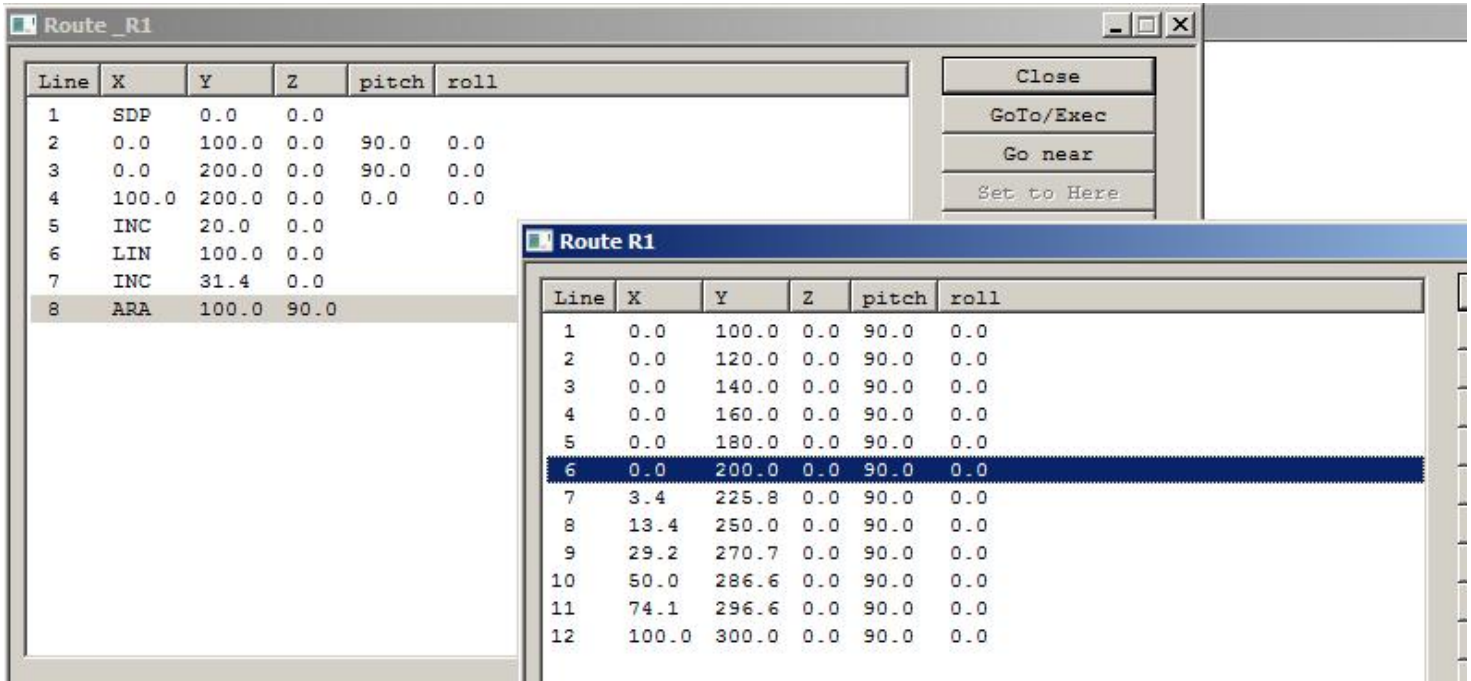 Route _R1
Line X Y Z pitch roll
1 SDP 0.0 0.0
2 0.0 100.0 0.0 90.0 0.0
3 0.0 200.0 0.0 90.0 0.0
4 100.0 200.0 0.0 0.0 0.0
5 INC 20.0 0.0
6 LIN 100.0 0.0
7 INC 31.4 0.0
8 ARA 100.0 90.0
Close
GoTo/Exec
Go near
Set to Here
Route R1
Line X Y Z pitch roll
1 0.0 100.0 0.0 90.0 0.0
2 0.0 120.0 0.0 90.0 0.0
3 0.0 140.0 0.0 90.0 0.0
4 0.0 160.0 0.0 90.0 0.0
5 0.0 180.0 0.0 90.0 0.0
6 0.0 200.0 0.0 90.0 0.0
7 3.4 225.8 0.0 90.0 0.0
8 13.4 250.0 0.0 90.0 0.0
9 29.2 270.7 0.0 90.0 0.0
10 50.0 286.6 0.0 90.0 0.0
11 74.1 296.6 0.0 90.0 0.0
12 100.0 300.0 0.0 90.0 0.0